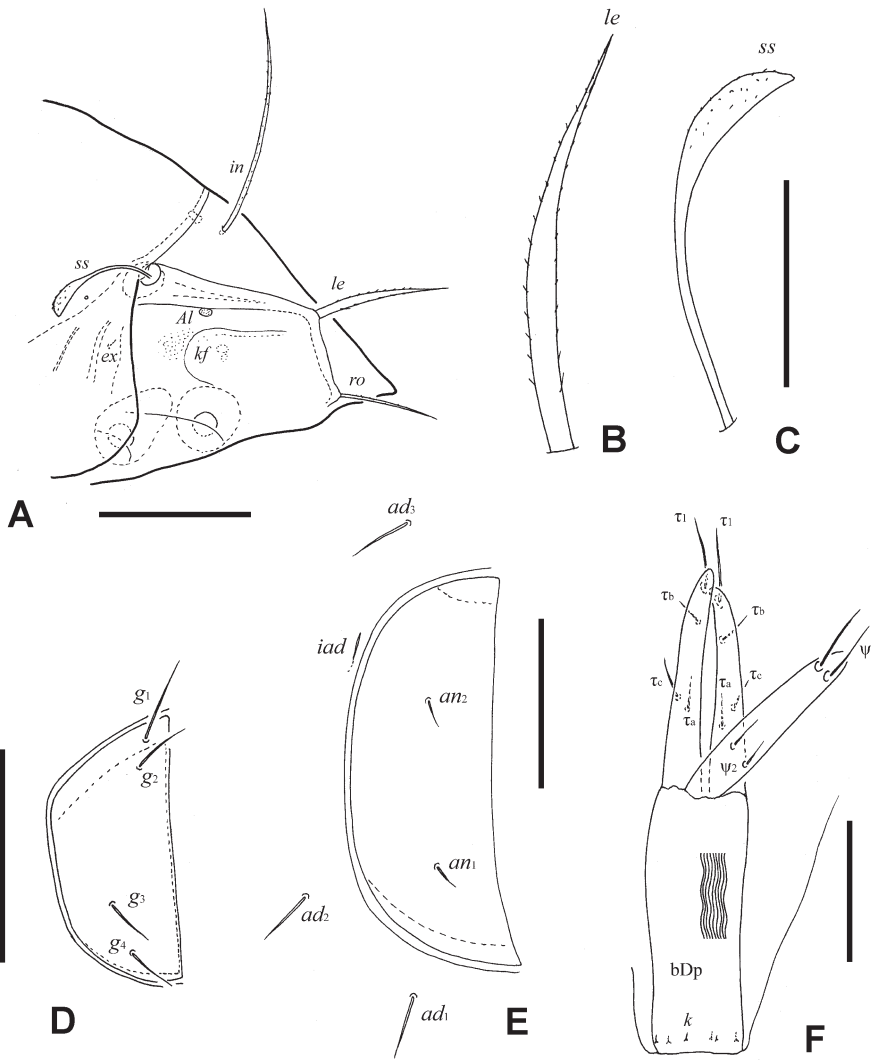 le
ss
in
ss
le
Al
ex
kf
ro
A
B
C
ad3
τ1 τ1
τb τb
iad
g1
an2
τc τa τc
τa
ψ
g2
ψ2
g3
an1
g4
ad2
bDp
D
ad1
E
k
F